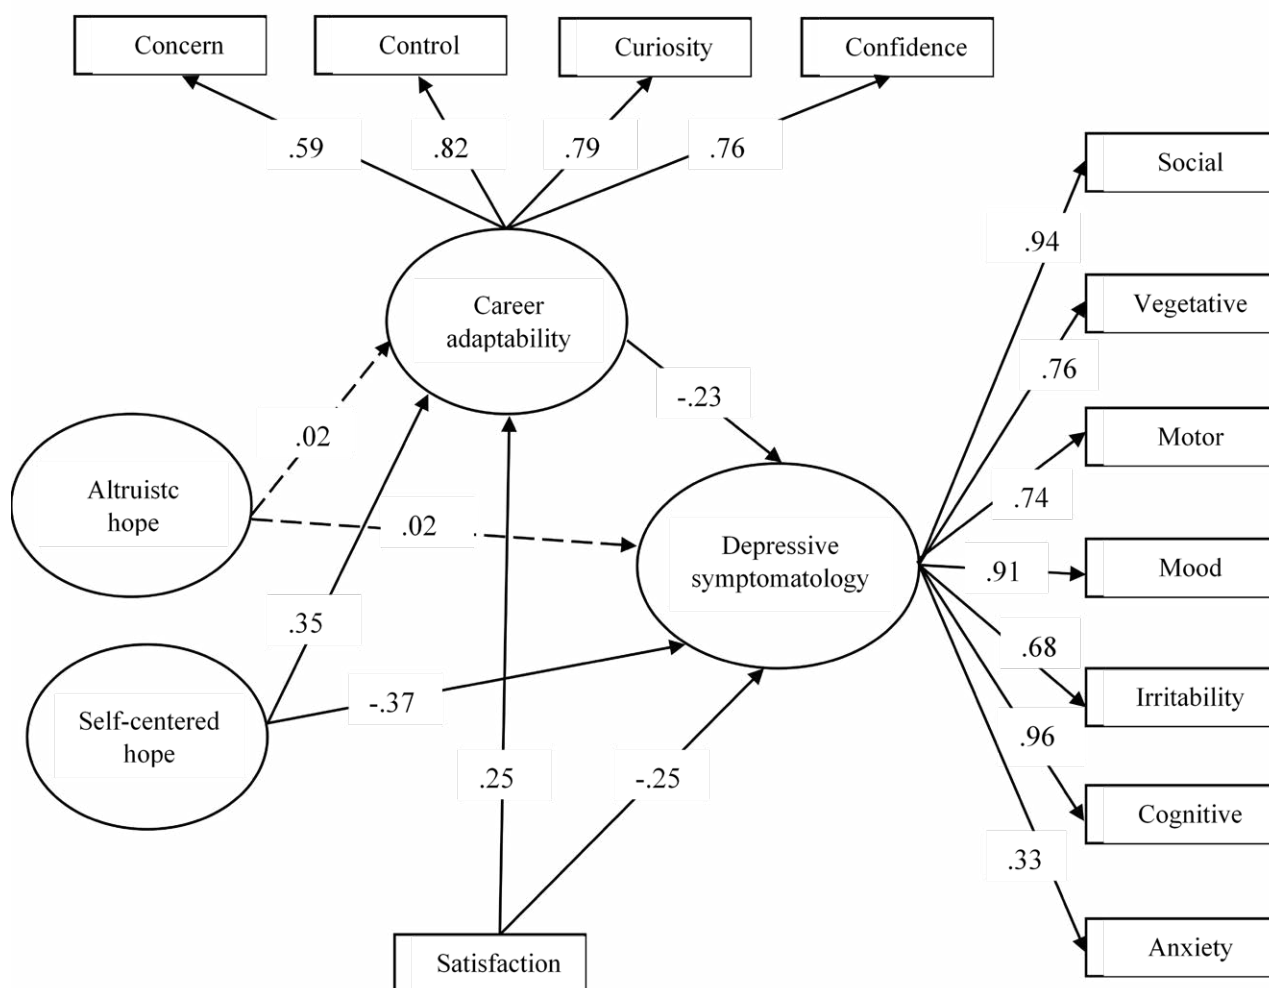 Concern
Control
Curiosity
Confidence
.59
.82
.79
.76
Social
.94
Vegetative
Career
adaptability
.76
-.23
.02
Motor
Altruistc
hope
.02
.74
Depressive
symptomatology
.91
Mood
.35
.68
-.37
Irritability
Self-centered
hope
.96
.25
-.25
Cognitive
.33
Anxiety
Satisfaction